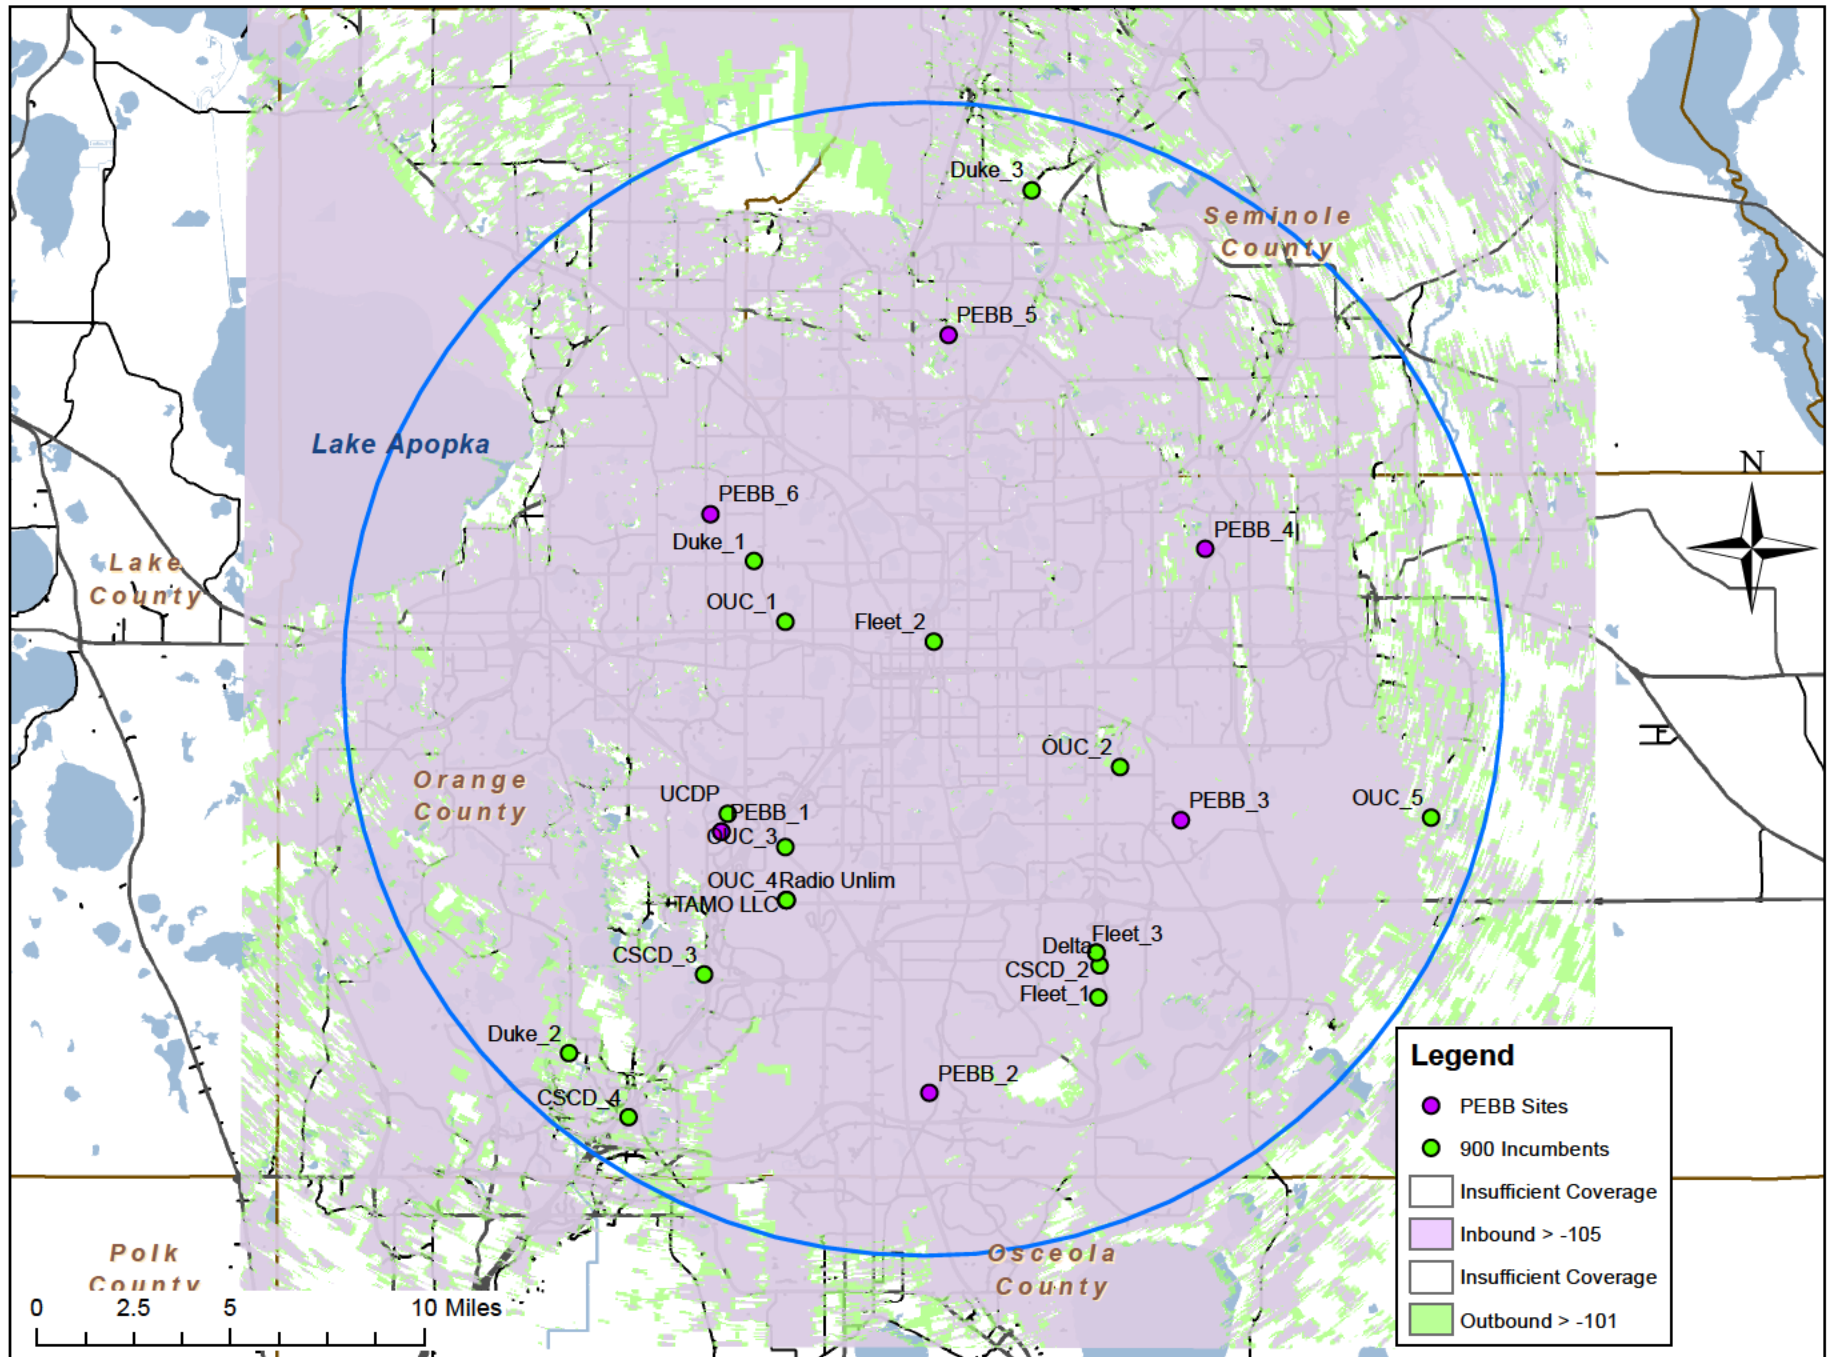 Duke_3
Seminole
County
PEBB_5
Lake Apopka
N
PEBB_6
PEBB_4
Duke_1
Lake
County
OUC_1
Fleet_2
OUC_2
Orange
County
UCDP
PEBB_1
PEBB_3
OUC_5
OUC_3
OUC_4 Radio Unlim
TAMO LLC
Fleet_3
Delta
CSCD_3
CSCD_2
Fleet_1
Duke_2
PEBB_2
CSCD_4
Polk
County
Osceola
County
0 2.5 5 10 Miles
Legend
PEBB Sites
900 Incumbents
Insufficient Coverage
Inbound > -105
Insufficient Coverage
Outbound > -101